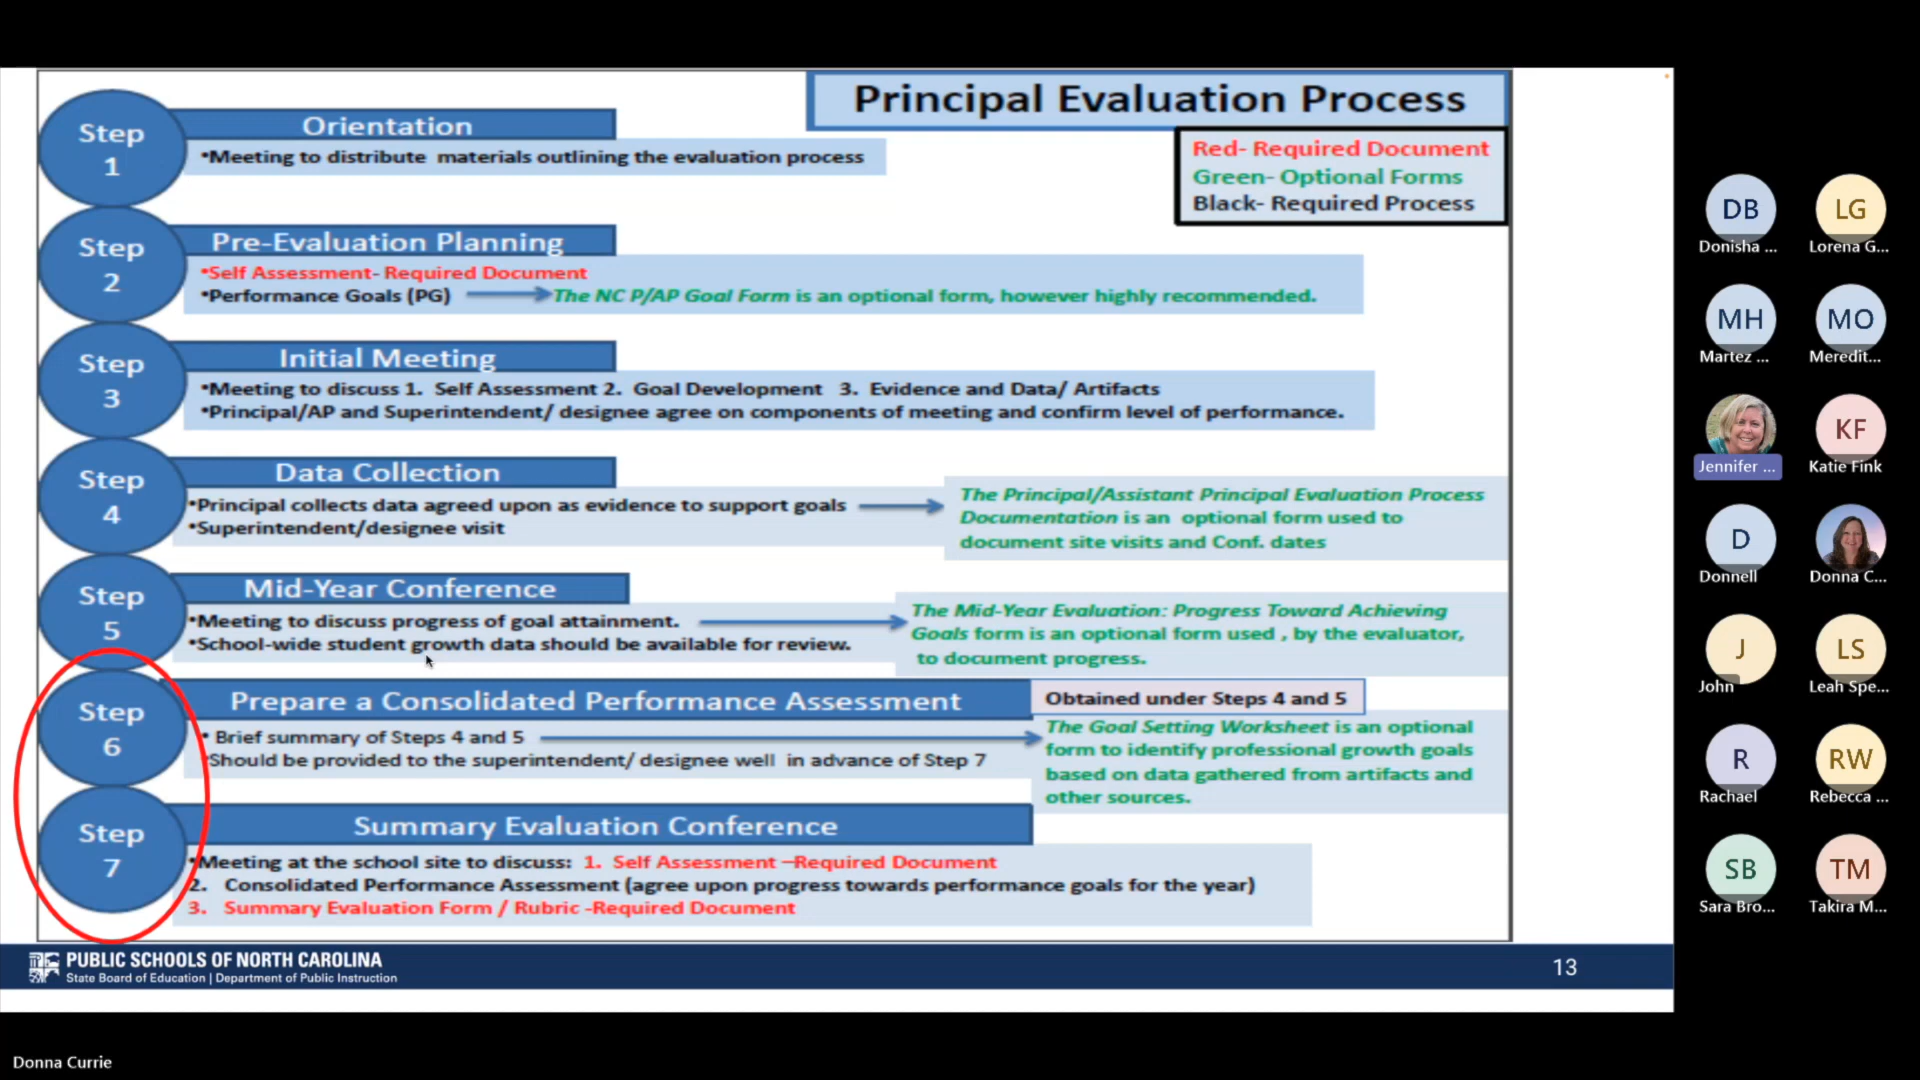 Principal Evaluation Process
Red- Required Document
Green- Optional Forms
Black- Required Process
Step
1
Orientation
•Meeting to distribute materials outlining the evaluation process
Step
2
Pre-Evaluation Planning
•Self Assessment- Required Document
•Performance Goals (PG)
The NC P/AP Goal Form is an optional form, however highly recommended.
Step
3
Initial Meeting
•Meeting to discuss 1. Self Assessment 2. Goal Development 3. Evidence and Data/ Artifacts
•Principal/AP and Superintendent/ designee agree on components of meeting and confirm level of performance.
Step
4
Data Collection
•Principal collects data agreed upon as evidence to support goals
•Superintendent/designee visit
The Principal/Assistant Principal Evaluation Process
Documentation is an optional form used to
document site visits and Conf. dates
Step
5
Mid-Year Conference
•Meeting to discuss progress of goal attainment.
•School-wide student growth data should be available for review.
The Mid-Year Evaluation: Progress Toward Achieving
Goals form is an optional form used , by the evaluator,
to document progress.
Step
6
Prepare a Consolidated Performance Assessment
Obtained under Steps 4 and 5
• Brief summary of Steps 4 and 5
•Should be provided to the superintendent/ designee well in advance of Step 7
The Goal Setting Worksheet is an optional
form to identify professional growth goals
based on data gathered from artifacts and
other sources.
Step
7
Summary Evaluation Conference
•Meeting at the school site to discuss: 1. Self Assessment –Required Document
2. Consolidated Performance Assessment (agree upon progress towards performance goals for the year)
3. Summary Evaluation Form / Rubric -Required Document
PUBLIC SCHOOLS OF NORTH CAROLINA
State Board of Education | Department of Public Instruction
13
DB
Donisha ...
LG
Lorena G...
MH
Martez ...
MO
Meredit...
Jennifer ...
KF
Katie Fink
D
Donnell
Donna C...
J
John
LS
Leah Spe...
R
Rachael
RW
Rebecca ...
SB
Sara Bro...
TM
Takira M...
Donna Currie